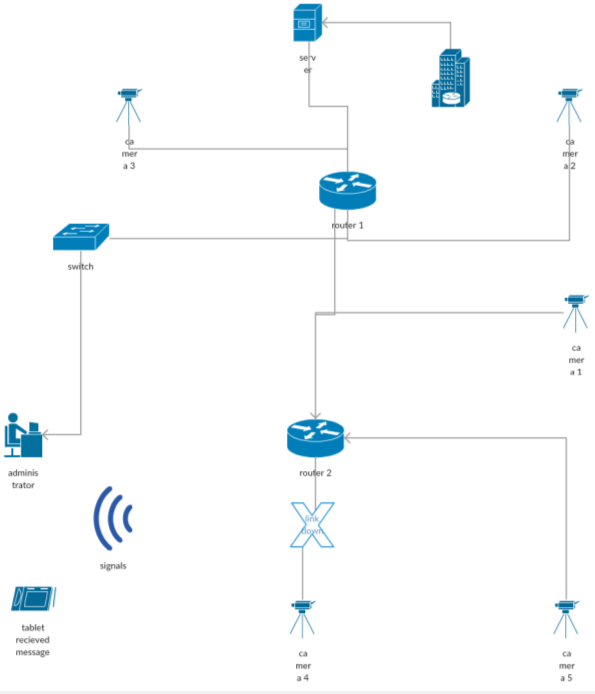 serv
er
ca
mer
a 3
ca
mer
a 2
router 1
switch
ca
mer
a 1
adminis
trator
router 2
link
down
signals
tablet
recieved
message
ca
mer
a 4
ca
mer
a 5